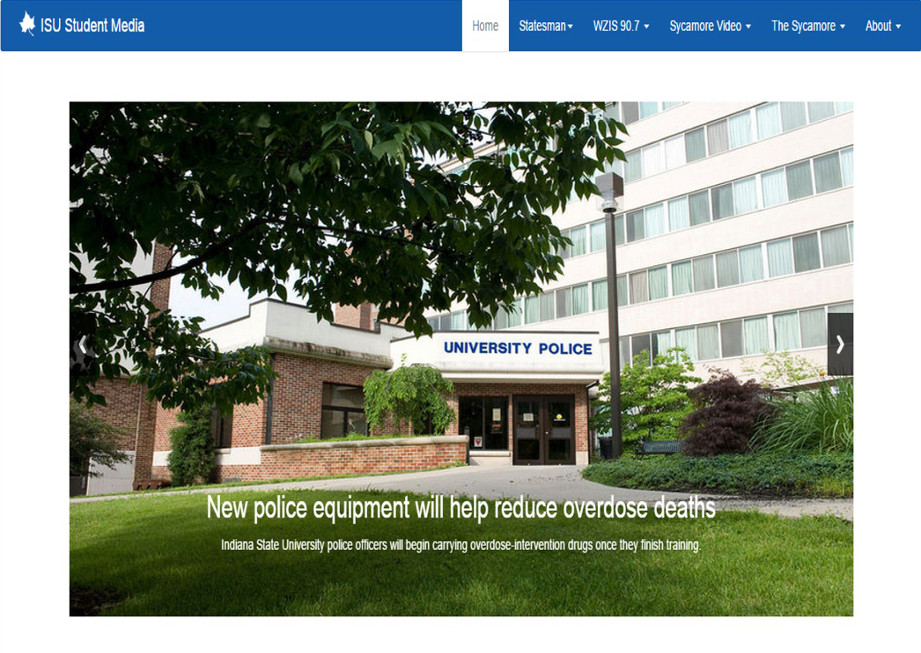 ISU Student Media
Home
Statesman
WZIS 90.7
Sycamore Video
The Sycamore
About
UNIVERSITY POLICE
New police equipment will help reduce overdose deaths
Indiana State University police officers will begin carrying overdose-intervention drugs once they finish training.